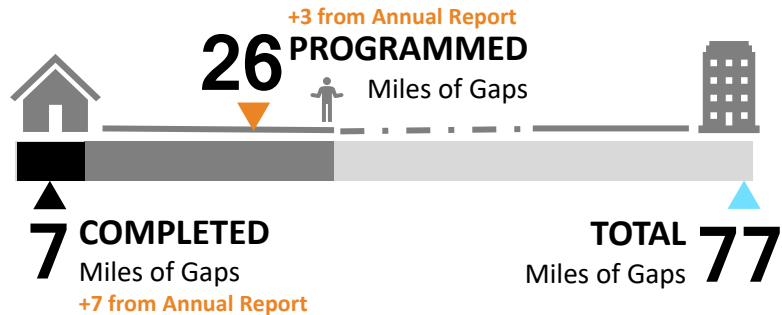 +3 from Annual Report
26 PROGRAMMED
Miles of Gaps
7 COMPLETED
Miles of Gaps
+7 from Annual Report
TOTAL 77
Miles of Gaps